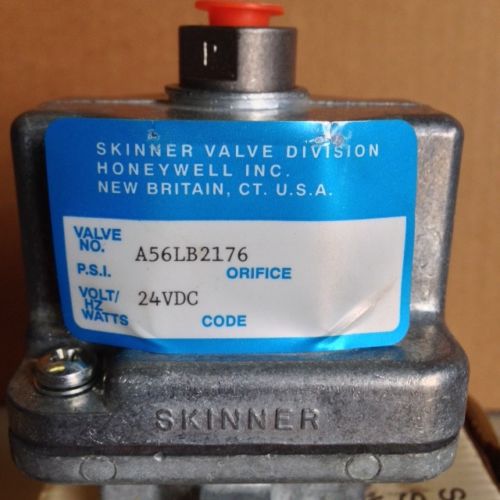 P
SKINNER VALVE DIVISION
HONEYWELL INC.
NEW BRITAIN, CT. U.S.A.
VALVE NO. A56LB2176
P.S.I. ORIFICE
VOLT/HZ WATTS 24VDC
CODE
SKINNER